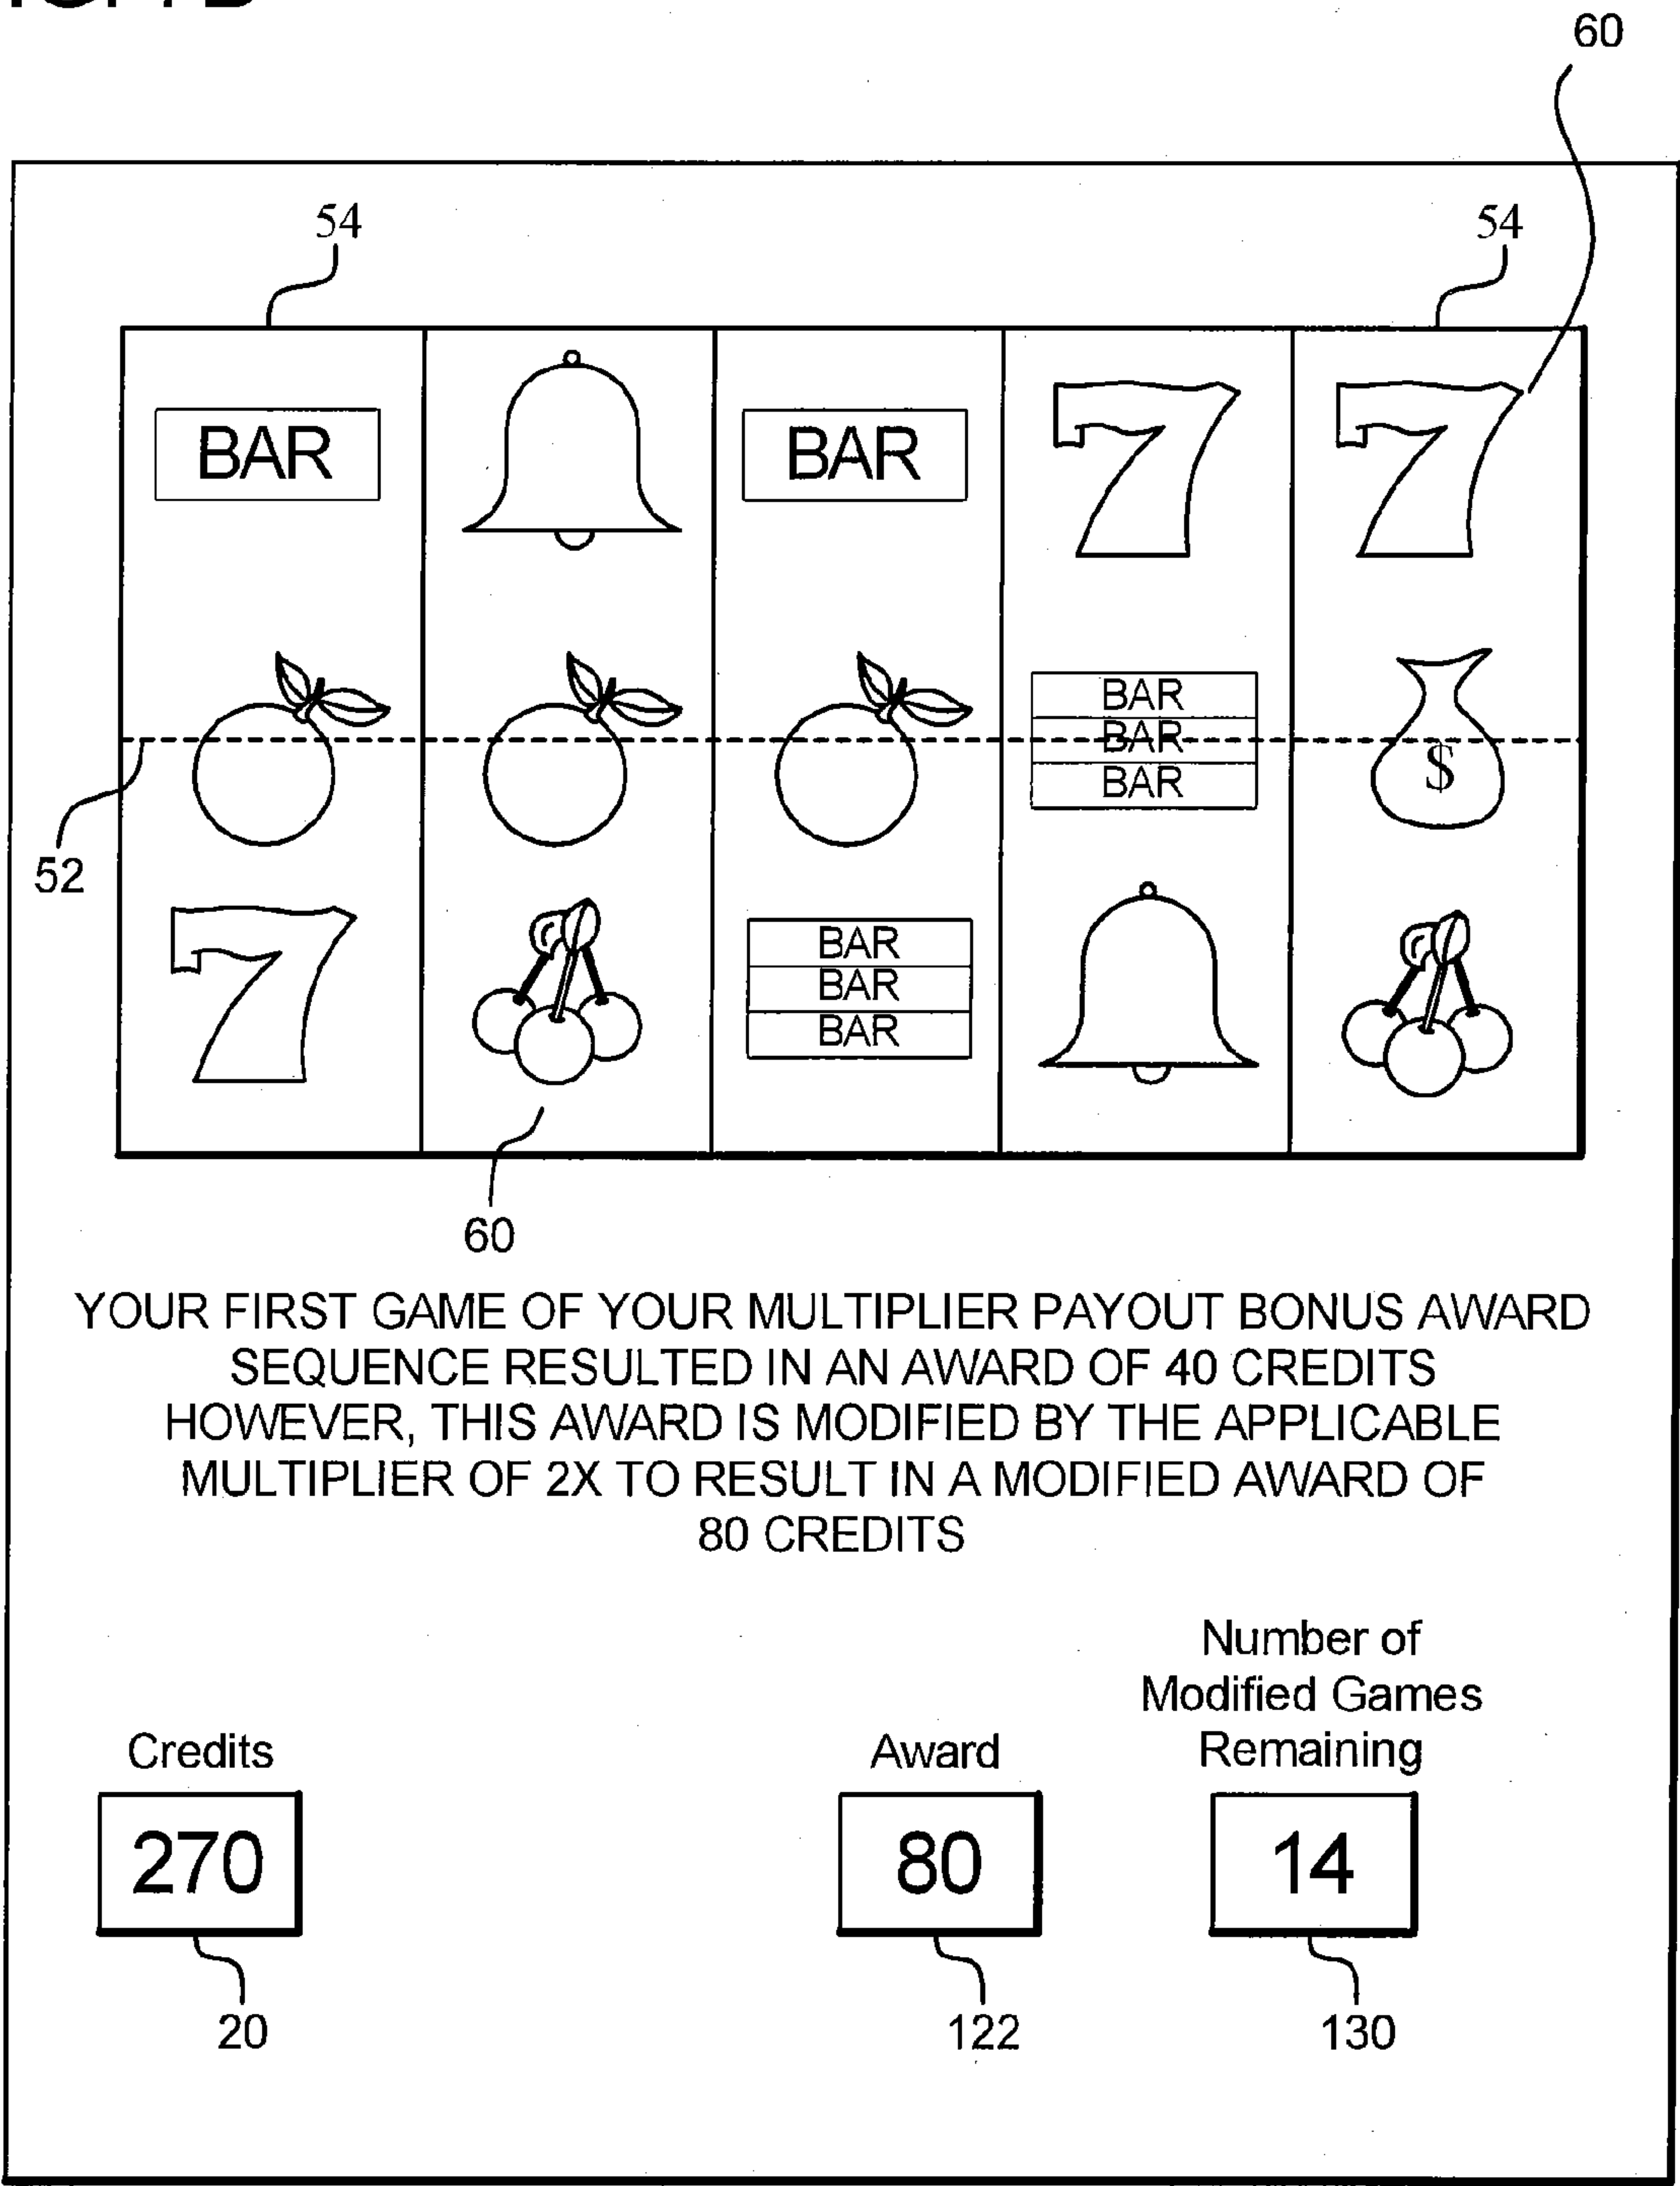 60
54 54
BAR BAR 7 7
BAR
BAR
BAR
$
52
7
BAR
BAR
BAR
60
YOUR FIRST GAME OF YOUR MULTIPLIER PAYOUT BONUS AWARD
SEQUENCE RESULTED IN AN AWARD OF 40 CREDITS
HOWEVER, THIS AWARD IS MODIFIED BY THE APPLICABLE
MULTIPLIER OF 2X TO RESULT IN A MODIFIED AWARD OF
80 CREDITS
Number of
Modified Games
Remaining
Credits
Award
270 80 14
20 122 130